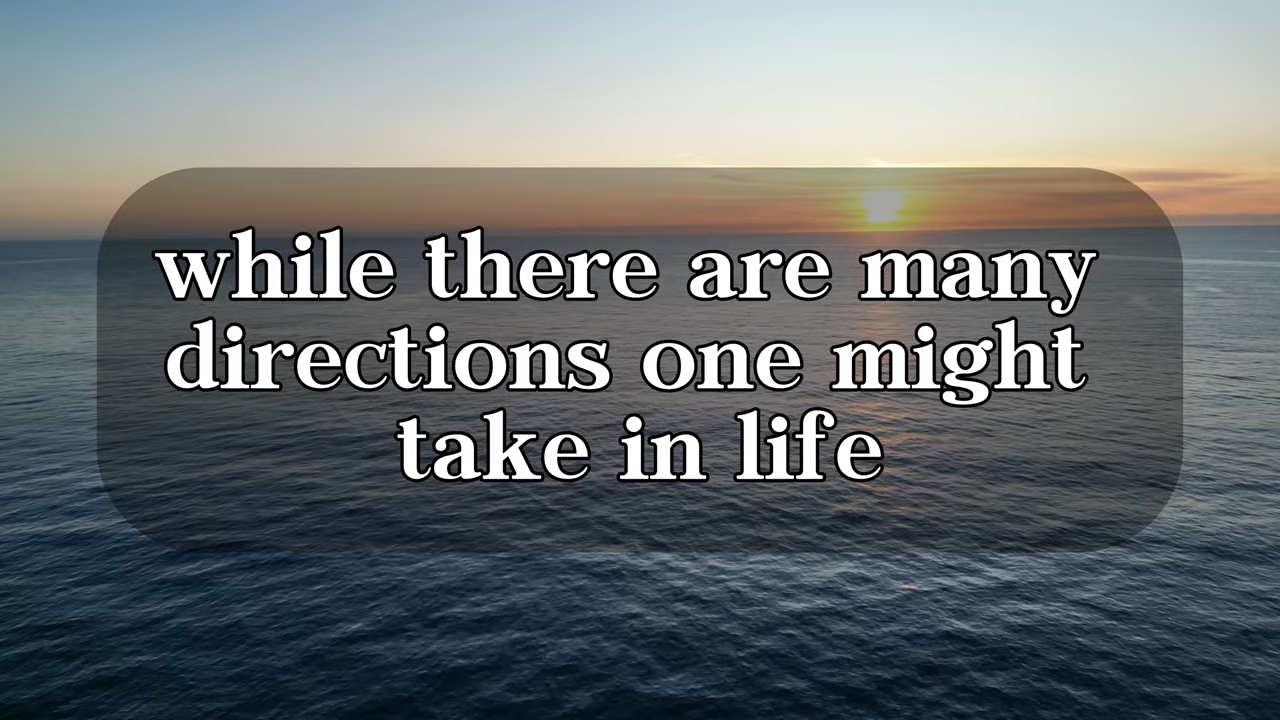 while there are many
directions one might
take in life